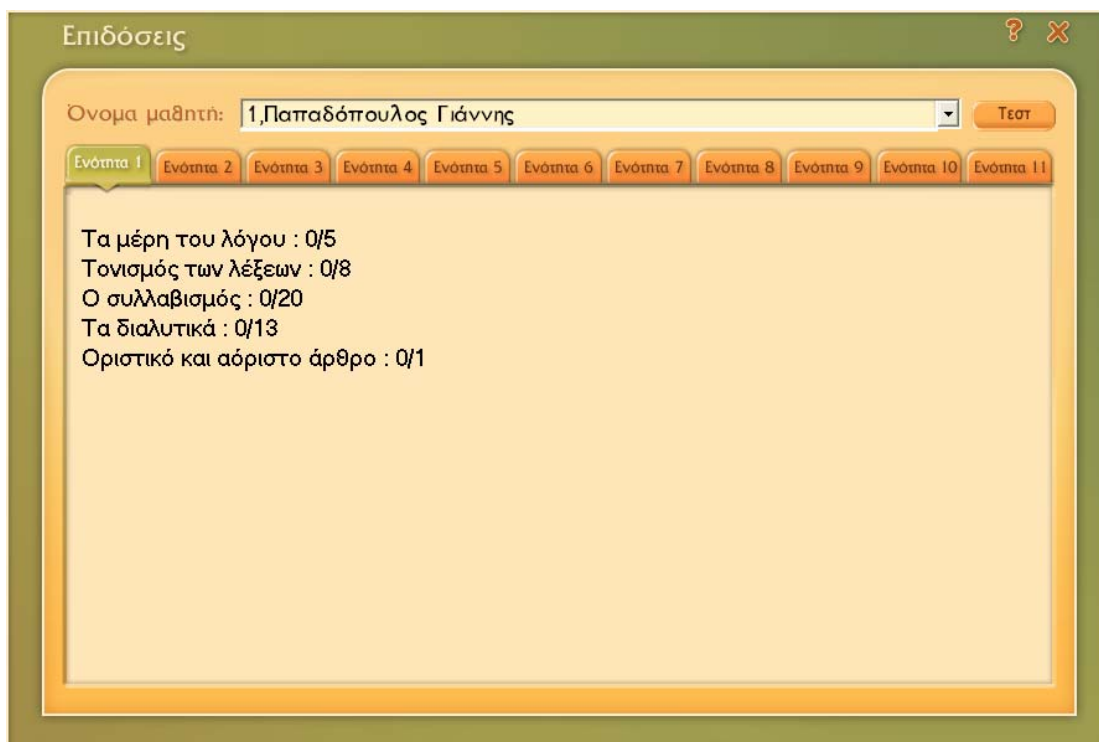 Επιδόσεις
Όνομα μαθητή: 1,Παπαδόπουλος Γιάννης Τεστ
Ενότητα 1 Ενότητα 2 Ενότητα 3 Ενότητα 4 Ενότητα 5 Ενότητα 6 Ενότητα 7 Ενότητα 8 Ενότητα 9 Ενότητα 10 Ενότητα 11
Τα μέρη του λόγου : 0/5
Τονισμός των λέξεων : 0/8
Ο συλλαβισμός : 0/20
Τα διαλυτικά : 0/13
Οριστικό και αόριστο άρθρο : 0/1